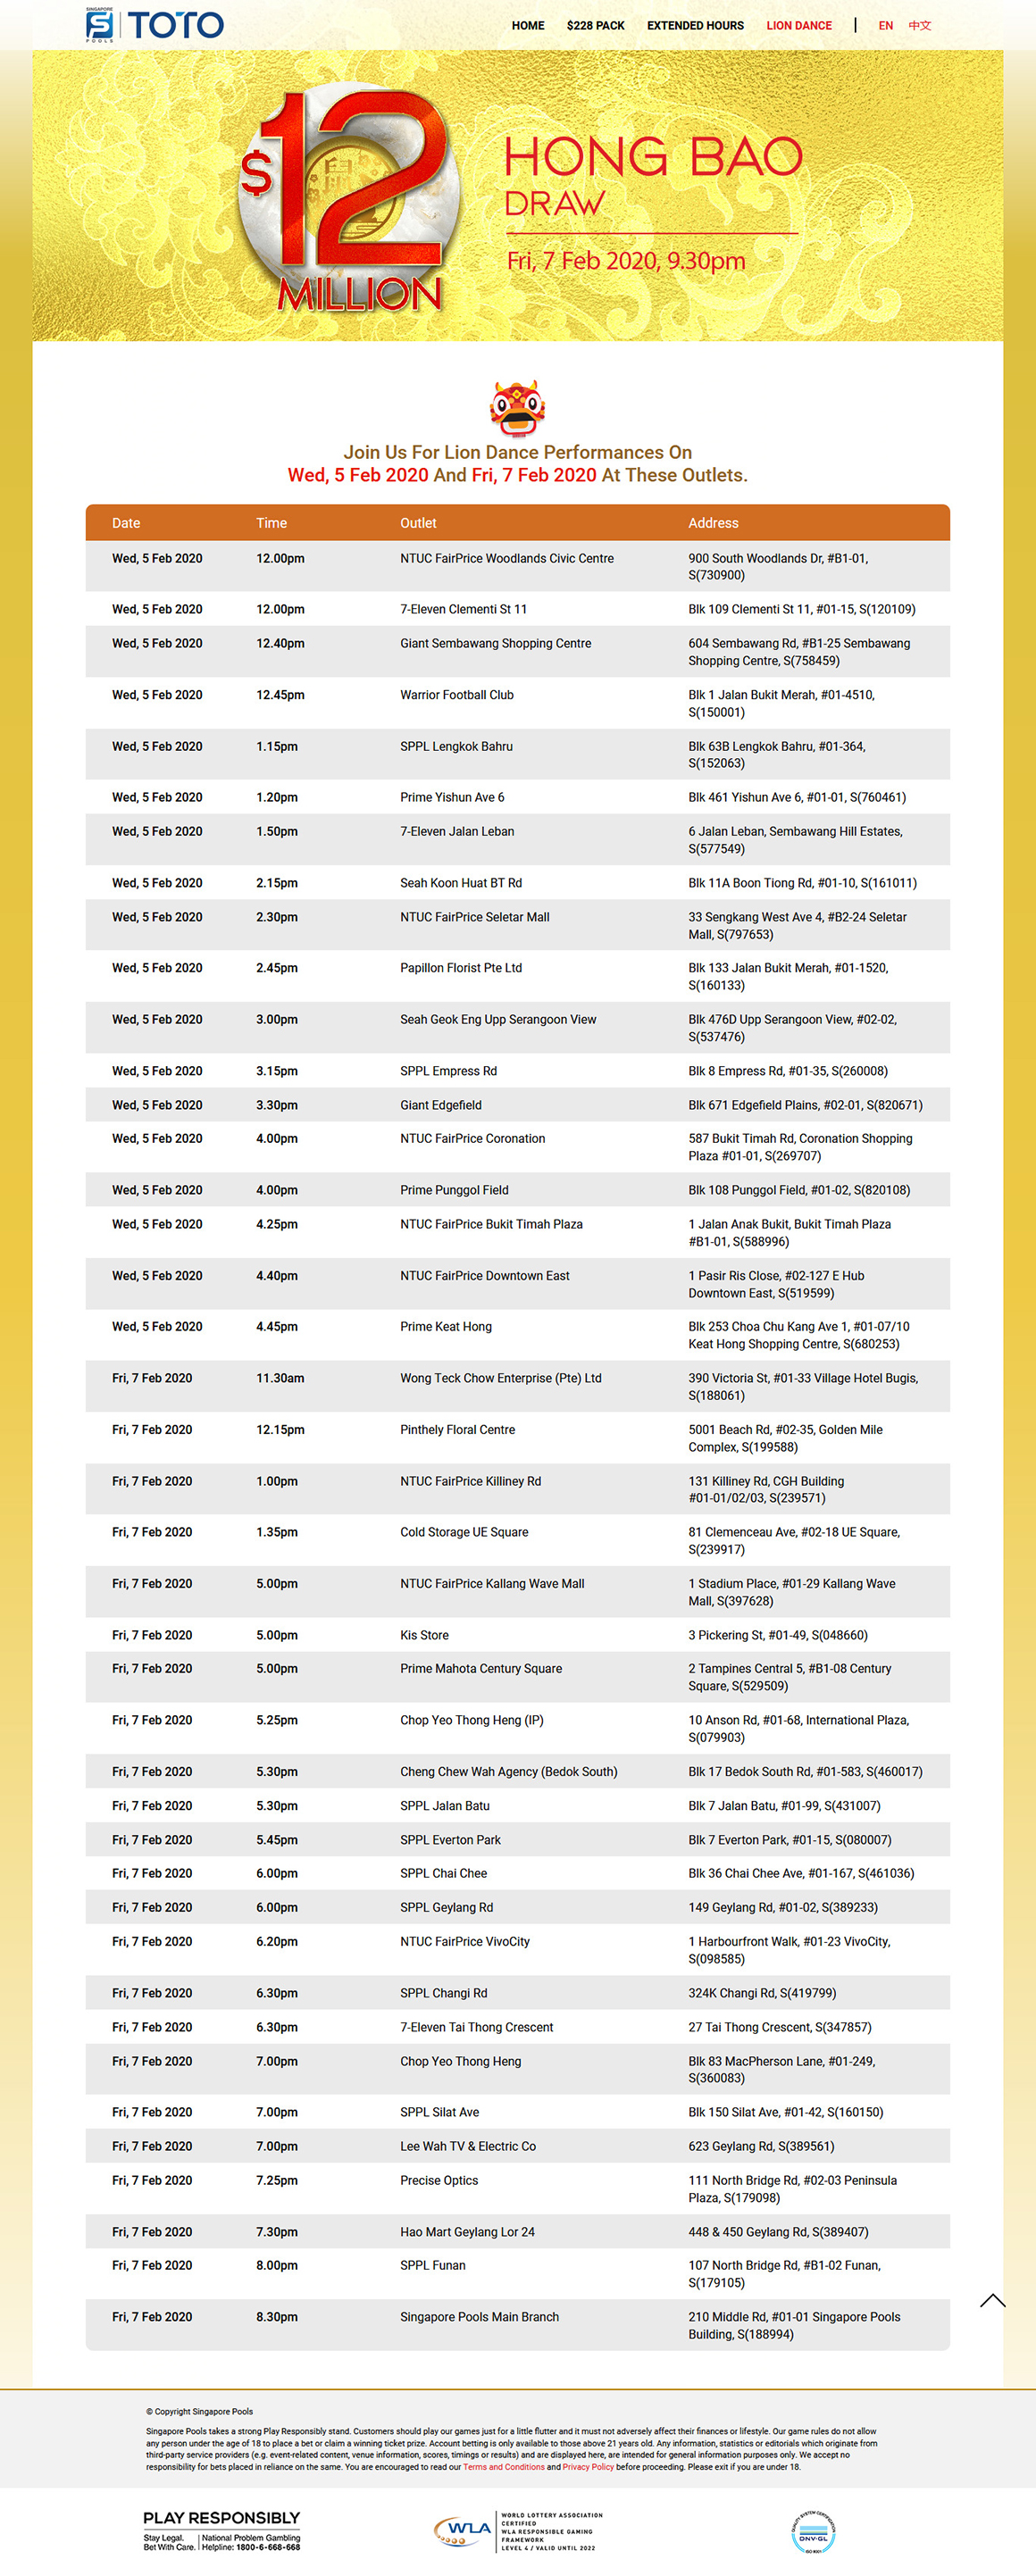 SINGAPORE
POOLS
TOTO
HOME $228 PACK EXTENDED HOURS LION DANCE | EN 中文
$12
MILLION
HONG BAO
DRAW
Fri, 7 Feb 2020, 9.30pm
Join Us For Lion Dance Performances On
Wed, 5 Feb 2020 And Fri, 7 Feb 2020 At These Outlets.
Date Time Outlet Address
Wed, 5 Feb 2020 12.00pm NTUC FairPrice Woodlands Civic Centre 900 South Woodlands Dr, #B1-01,
S(730900)
Wed, 5 Feb 2020 12.00pm 7-Eleven Clementi St 11 Blk 109 Clementi St 11, #01-15, S(120109)
Wed, 5 Feb 2020 12.40pm Giant Sembawang Shopping Centre 604 Sembawang Rd, #B1-25 Sembawang
Shopping Centre, S(758459)
Wed, 5 Feb 2020 12.45pm Warrior Football Club Blk 1 Jalan Bukit Merah, #01-4510,
S(150001)
Wed, 5 Feb 2020 1.15pm SPPL Lengkok Bahru Blk 63B Lengkok Bahru, #01-364,
S(152063)
Wed, 5 Feb 2020 1.20pm Prime Yishun Ave 6 Blk 461 Yishun Ave 6, #01-01, S(760461)
Wed, 5 Feb 2020 1.50pm 7-Eleven Jalan Leban 6 Jalan Leban, Sembawang Hill Estates,
S(577549)
Wed, 5 Feb 2020 2.15pm Seah Koon Huat BT Rd Blk 11A Boon Tiong Rd, #01-10, S(161011)
Wed, 5 Feb 2020 2.30pm NTUC FairPrice Seletar Mall 33 Sengkang West Ave 4, #B2-24 Seletar
Mall, S(797653)
Wed, 5 Feb 2020 2.45pm Papillon Florist Pte Ltd Blk 133 Jalan Bukit Merah, #01-1520,
S(160133)
Wed, 5 Feb 2020 3.00pm Seah Geok Eng Upp Serangoon View Blk 476D Upp Serangoon View, #02-02,
S(537476)
Wed, 5 Feb 2020 3.15pm SPPL Empress Rd Blk 8 Empress Rd, #01-35, S(260008)
Wed, 5 Feb 2020 3.30pm Giant Edgefield Blk 671 Edgefield Plains, #02-01, S(820671)
Wed, 5 Feb 2020 4.00pm NTUC FairPrice Coronation 587 Bukit Timah Rd, Coronation Shopping
Plaza #01-01, S(269707)
Wed, 5 Feb 2020 4.00pm Prime Punggol Field Blk 108 Punggol Field, #01-02, S(820108)
Wed, 5 Feb 2020 4.25pm NTUC FairPrice Bukit Timah Plaza 1 Jalan Anak Bukit, Bukit Timah Plaza
#B1-01, S(588996)
Wed, 5 Feb 2020 4.40pm NTUC FairPrice Downtown East 1 Pasir Ris Close, #02-127 E Hub
Downtown East, S(519599)
Wed, 5 Feb 2020 4.45pm Prime Keat Hong Blk 253 Choa Chu Kang Ave 1, #01-07/10
Keat Hong Shopping Centre, S(680253)
Fri, 7 Feb 2020 11.30am Wong Teck Chow Enterprise (Pte) Ltd 390 Victoria St, #01-33 Village Hotel Bugis,
S(188061)
Fri, 7 Feb 2020 12.15pm Pinthely Floral Centre 5001 Beach Rd, #02-35, Golden Mile
Complex, S(199588)
Fri, 7 Feb 2020 1.00pm NTUC FairPrice Killiney Rd 131 Killiney Rd, CGH Building
#01-01/02/03, S(239571)
Fri, 7 Feb 2020 1.35pm Cold Storage UE Square 81 Clemenceau Ave, #02-18 UE Square,
S(239917)
Fri, 7 Feb 2020 5.00pm NTUC FairPrice Kallang Wave Mall 1 Stadium Place, #01-29 Kallang Wave
Mall, S(397628)
Fri, 7 Feb 2020 5.00pm Kis Store 3 Pickering St, #01-49, S(048660)
Fri, 7 Feb 2020 5.00pm Prime Mahota Century Square 2 Tampines Central 5, #B1-08 Century
Square, S(529509)
Fri, 7 Feb 2020 5.25pm Chop Yeo Thong Heng (IP) 10 Anson Rd, #01-68, International Plaza,
S(079903)
Fri, 7 Feb 2020 5.30pm Cheng Chew Wah Agency (Bedok South) Blk 17 Bedok South Rd, #01-583, S(460017)
Fri, 7 Feb 2020 5.30pm SPPL Jalan Batu Blk 7 Jalan Batu, #01-99, S(431007)
Fri, 7 Feb 2020 5.45pm SPPL Everton Park Blk 7 Everton Park, #01-15, S(080007)
Fri, 7 Feb 2020 6.00pm SPPL Chai Chee Blk 36 Chai Chee Ave, #01-167, S(461036)
Fri, 7 Feb 2020 6.00pm SPPL Geylang Rd 149 Geylang Rd, #01-02, S(389233)
Fri, 7 Feb 2020 6.20pm NTUC FairPrice VivoCity 1 Harbourfront Walk, #01-23 VivoCity,
S(098585)
Fri, 7 Feb 2020 6.30pm SPPL Changi Rd 324K Changi Rd, S(419799)
Fri, 7 Feb 2020 6.30pm 7-Eleven Tai Thong Crescent 27 Tai Thong Crescent, S(347857)
Fri, 7 Feb 2020 7.00pm Chop Yeo Thong Heng Blk 83 MacPherson Lane, #01-249,
S(360083)
Fri, 7 Feb 2020 7.00pm SPPL Silat Ave Blk 150 Silat Ave, #01-42, S(160150)
Fri, 7 Feb 2020 7.00pm Lee Wah TV & Electric Co 623 Geylang Rd, S(389561)
Fri, 7 Feb 2020 7.25pm Precise Optics 111 North Bridge Rd, #02-03 Peninsula
Plaza, S(179098)
Fri, 7 Feb 2020 7.30pm Hao Mart Geylang Lor 24 448 & 450 Geylang Rd, S(389407)
Fri, 7 Feb 2020 8.00pm SPPL Funan 107 North Bridge Rd, #B1-02 Funan,
S(179105)
Fri, 7 Feb 2020 8.30pm Singapore Pools Main Branch 210 Middle Rd, #01-01 Singapore Pools
Building, S(188994)
© Copyright Singapore Pools
Singapore Pools takes a strong Play Responsibly stand. Customers should play our games just for a little flutter and it must not adversely affect their finances or lifestyle. Our game rules do not allow
any person under the age of 18 to place a bet or claim a winning ticket prize. Account betting is only available to those above 21 years old. Any information, statistics or editorials which originate from
third-party service providers (e.g. event-related content, venue information, scores, timings or results) and are displayed here, are intended for general information purposes only. We accept no
responsibility for bets placed in reliance on the same. You are encouraged to read our Terms and Conditions and Privacy Policy before proceeding. Please exit if you are under 18.
PLAY RESPONSIBLY
Stay Legal. | National Problem Gambling
Bet With Care. | Helpline: 1800-6-668-668
WLA
WORLD LOTTERY ASSOCIATION
CERTIFIED
WLA RESPONSIBLE GAMING
FRAMEWORK
LEVEL 4 / VALID UNTIL 2022
QUALITY SYSTEM CERTIFICATION
DNV·GL
ISO 9001